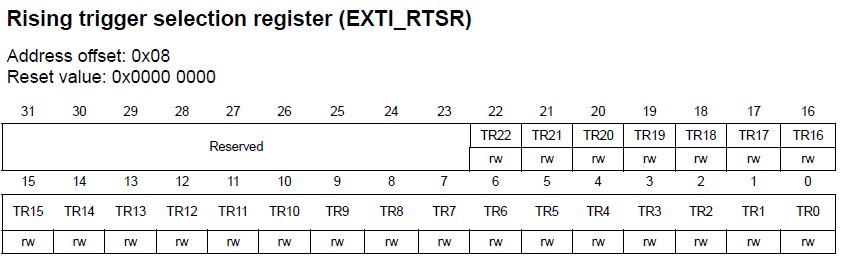 Rising trigger selection register (EXTI_RTSR)
Address offset: 0x08
Reset value: 0x0000 0000
31 30 29 28 27 26 25 24 23 22 21 20 19 18 17 16
Reserved TR22 TR21 TR20 TR19 TR18 TR17 TR16
rw rw rw rw rw rw rw
15 14 13 12 11 10 9 8 7 6 5 4 3 2 1 0
TR15 TR14 TR13 TR12 TR11 TR10 TR9 TR8 TR7 TR6 TR5 TR4 TR3 TR2 TR1 TR0
rw rw rw rw rw rw rw rw rw rw rw rw rw rw rw rw